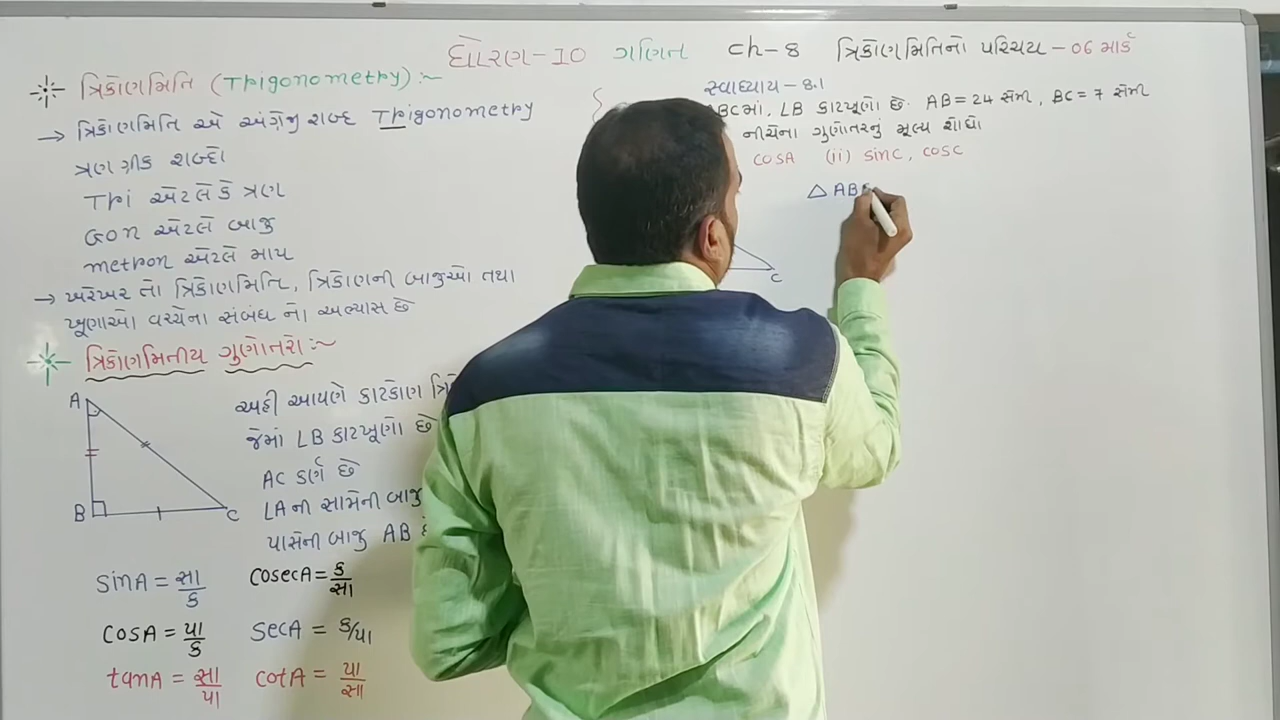 ધોરણ-10 ગણિત ch-8 ત્રિકોણમિતિનો પરિચય - 06 માર્ક
ત્રિકોણમિતિ (Trigonometry) :~
→ ત્રિકોણમિતિ એ અંગ્રેજી શબ્દ Trigonometry
ત્રણ ગ્રીક શબ્દો
Tri એટલે કે ત્રણ
Gon એટલે બાજુ
metron એટલે માપ
→ ખરેખર તો ત્રિકોણમિતિ, ત્રિકોણની બાજુઓ તથા
ખૂણાઓ વચ્ચેના સંબંધ નો અભ્યાસ છે
ત્રિકોણમિતીય ગુણોત્તરો :~
A
B
C
અહીં આપણે કાટકોણ
જેમાં ∠B કાટખૂણો છે
AC કર્ણ છે
∠A ની સામેની બાજુ
પાસેની બાજુ AB
sinA = સા/ક cosecA = ક/સા
cosA = પા/ક secA = ક/પા
tanA = સા/પા cotA = પા/સા
સ્વાધ્યાય - 8.1
ABC માં, ∠B કાટખૂણો છે. AB = 24 સેમી, BC = 7 સેમી
નીચેના ગુણોતરનું મૂલ્ય શોધો
cosA (ii) sinC, cosC
△ AB
C